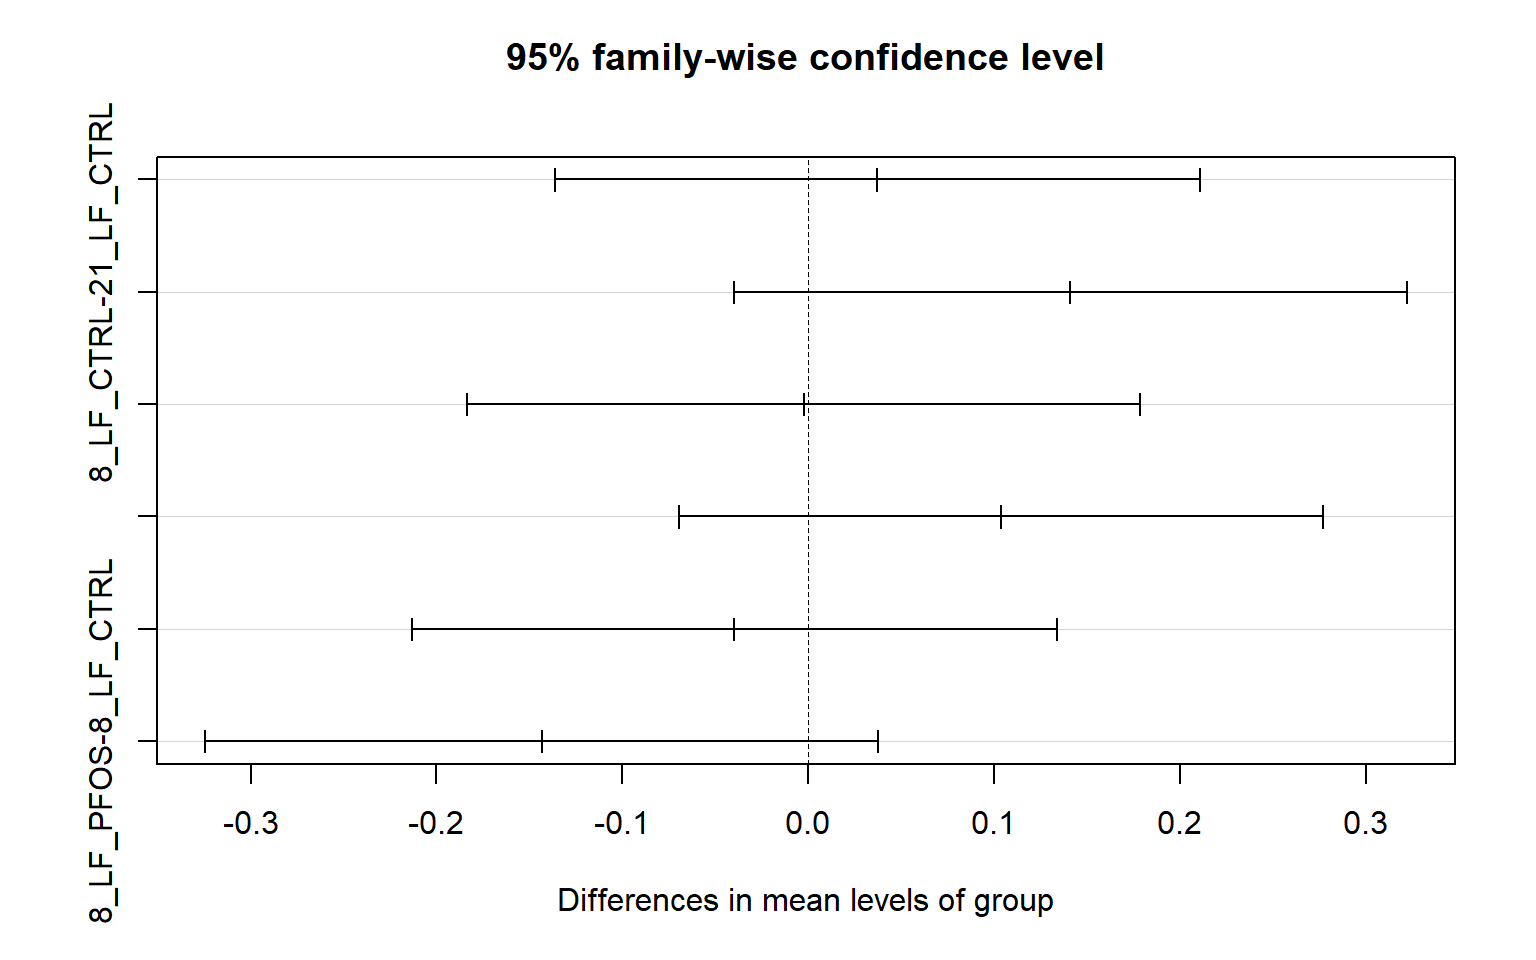 95% family-wise confidence level
8_LF_CTRL-21_LF_CTRL
8_LF_PFOS-8_LF_CTRL
-0.3 -0.2 -0.1 0.0 0.1 0.2 0.3
Differences in mean levels of group